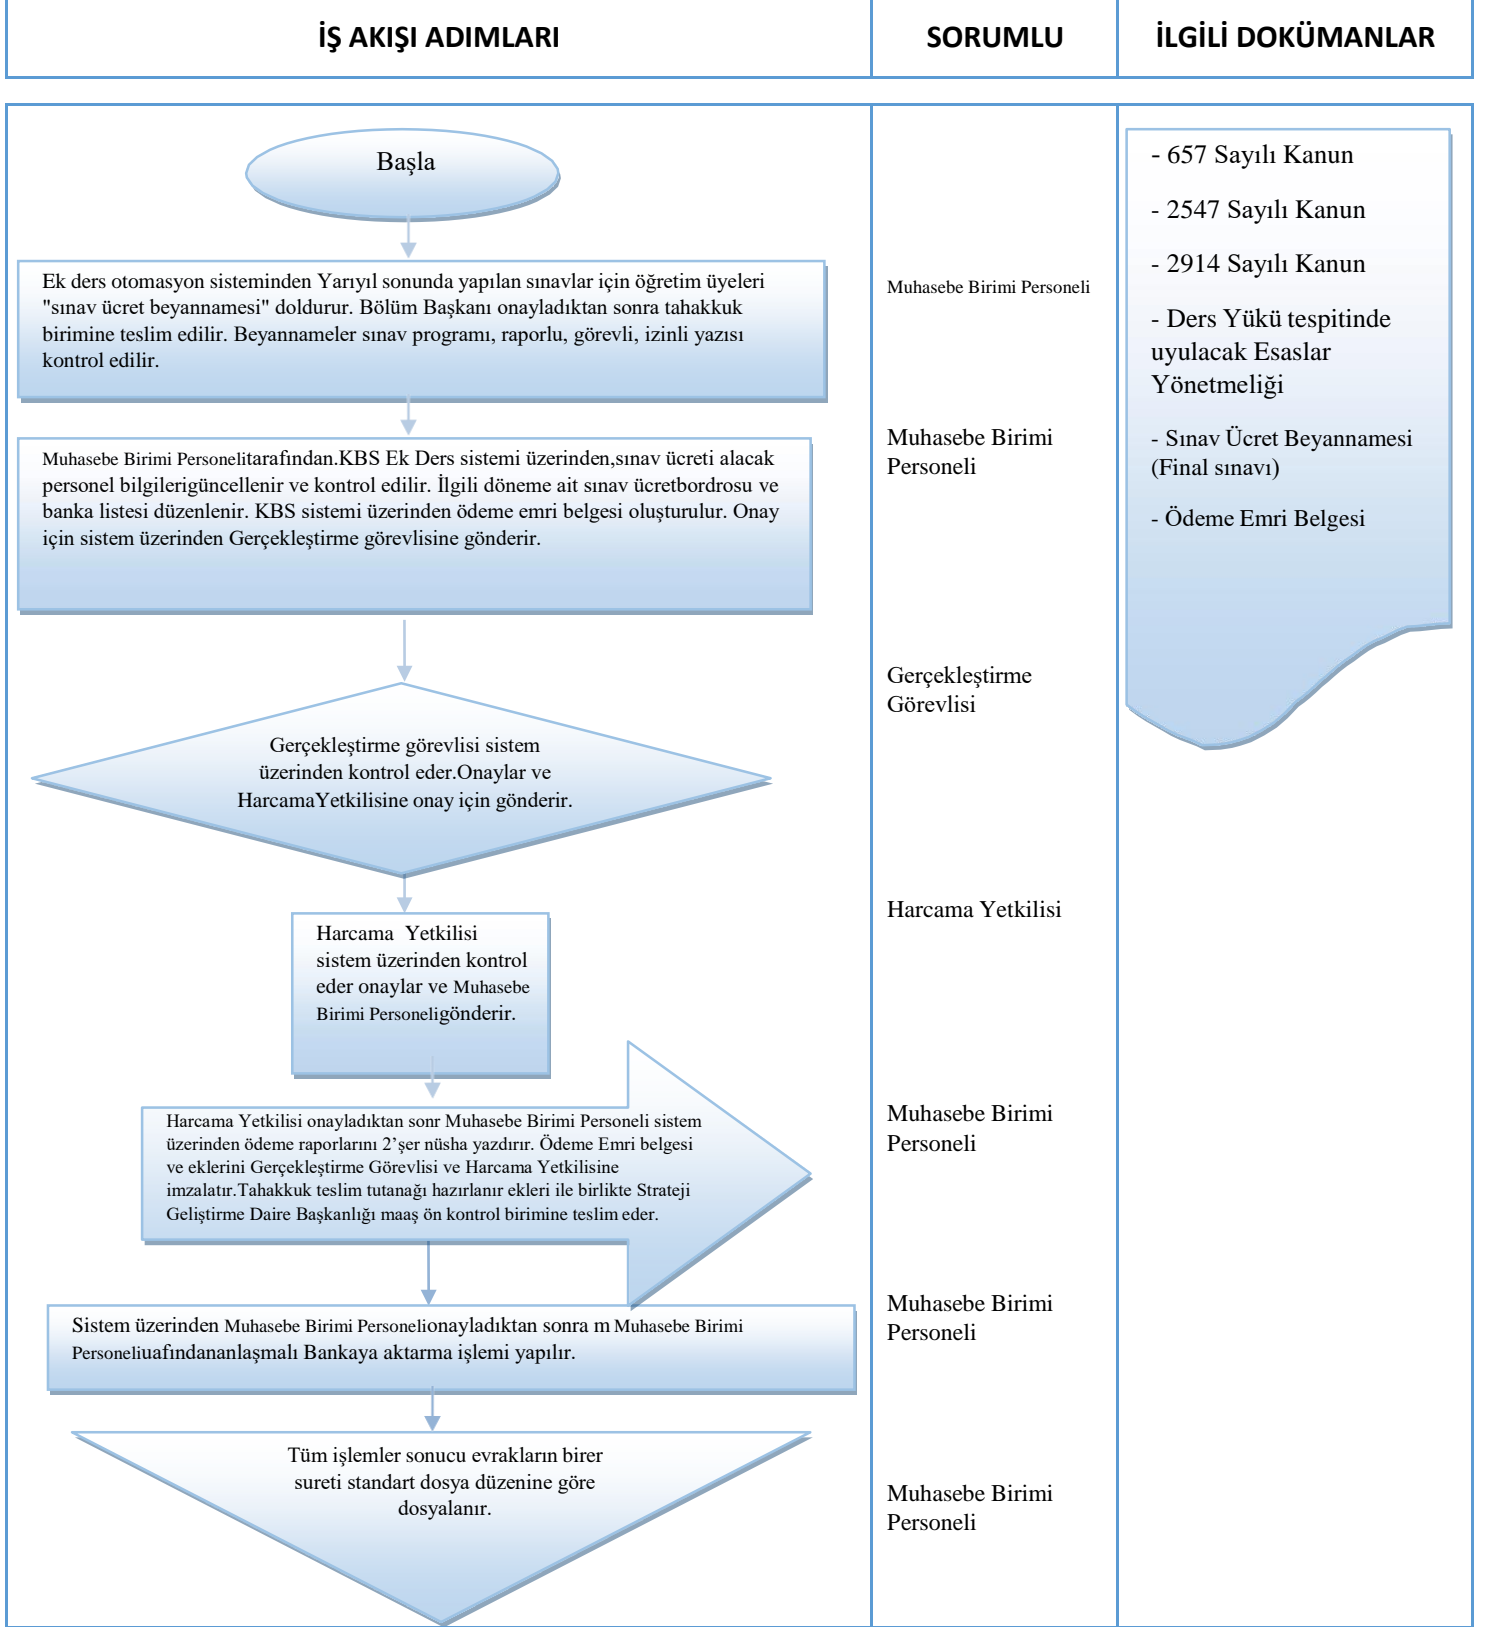 İŞ AKIŞI ADIMLARI
SORUMLU
İLGİLİ DOKÜMANLAR
Başla
Ek ders otomasyon sisteminden Yarıyıl sonunda yapılan sınavlar için öğretim üyeleri
"sınav ücret beyannamesi" doldurur. Bölüm Başkanı onayladıktan sonra tahakkuk
birimine teslim edilir. Beyannameler sınav programı, raporlu, görevli, izinli yazısı
kontrol edilir.
Muhasebe Birimi Personelitarafından.KBS Ek Ders sistemi üzerinden,sınav ücreti alacak
personel bilgilerigüncellenir ve kontrol edilir. İlgili döneme ait sınav ücretbordrosu ve
banka listesi düzenlenir. KBS sistemi üzerinden ödeme emri belgesi oluşturulur. Onay
için sistem üzerinden Gerçekleştirme görevlisine gönderir.
Gerçekleştirme görevlisi sistem
üzerinden kontrol eder.Onaylar ve
HarcamaYetkilisine onay için gönderir.
Harcama Yetkilisi
sistem üzerinden kontrol
eder onaylar ve Muhasebe
Birimi Personeligönderir.
Harcama Yetkilisi onayladıktan sonr Muhasebe Birimi Personeli sistem
üzerinden ödeme raporlarını 2’şer nüsha yazdırır. Ödeme Emri belgesi
ve eklerini Gerçekleştirme Görevlisi ve Harcama Yetkilisine
imzalatır.Tahakkuk teslim tutanağı hazırlanır ekleri ile birlikte Strateji
Geliştirme Daire Başkanlığı maaş ön kontrol birimine teslim eder.
Sistem üzerinden Muhasebe Birimi Personelionayladıktan sonra m Muhasebe Birimi
Personeliuafındananlaşmalı Bankaya aktarma işlemi yapılır.
Tüm işlemler sonucu evrakların birer
sureti standart dosya düzenine göre
dosyalanır.
Muhasebe Birimi Personeli
Muhasebe Birimi
Personeli
Gerçekleştirme
Görevlisi
Harcama Yetkilisi
Muhasebe Birimi
Personeli
Muhasebe Birimi
Personeli
Muhasebe Birimi
Personeli
- 657 Sayılı Kanun
- 2547 Sayılı Kanun
- 2914 Sayılı Kanun
- Ders Yükü tespitinde
uyulacak Esaslar
Yönetmeliği
- Sınav Ücret Beyannamesi
(Final sınavı)
- Ödeme Emri Belgesi